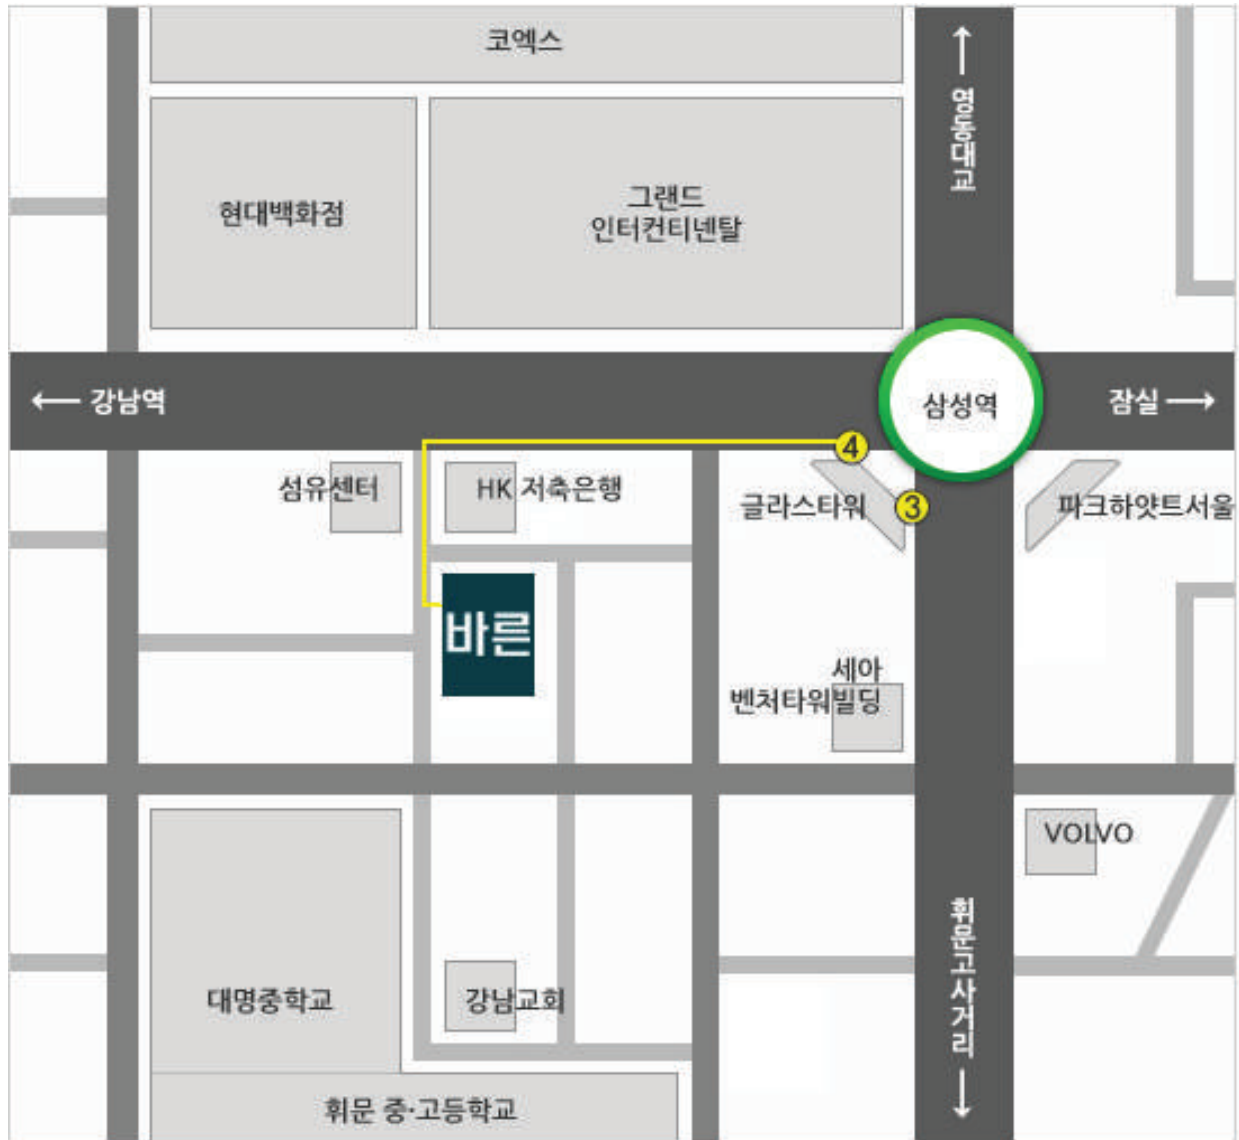 코엑스
↑
영동대교
현대백화점
그랜드
인터컨티넨탈
← 강남역
삼성역
잠실 →
4
섬유센터
HK 저축은행
글라스타워
3
파크하얏트서울
바른
세아
벤처타워빌딩
VOLVO
휘문고사거리
↓
대명중학교
강남교회
휘문 중·고등학교